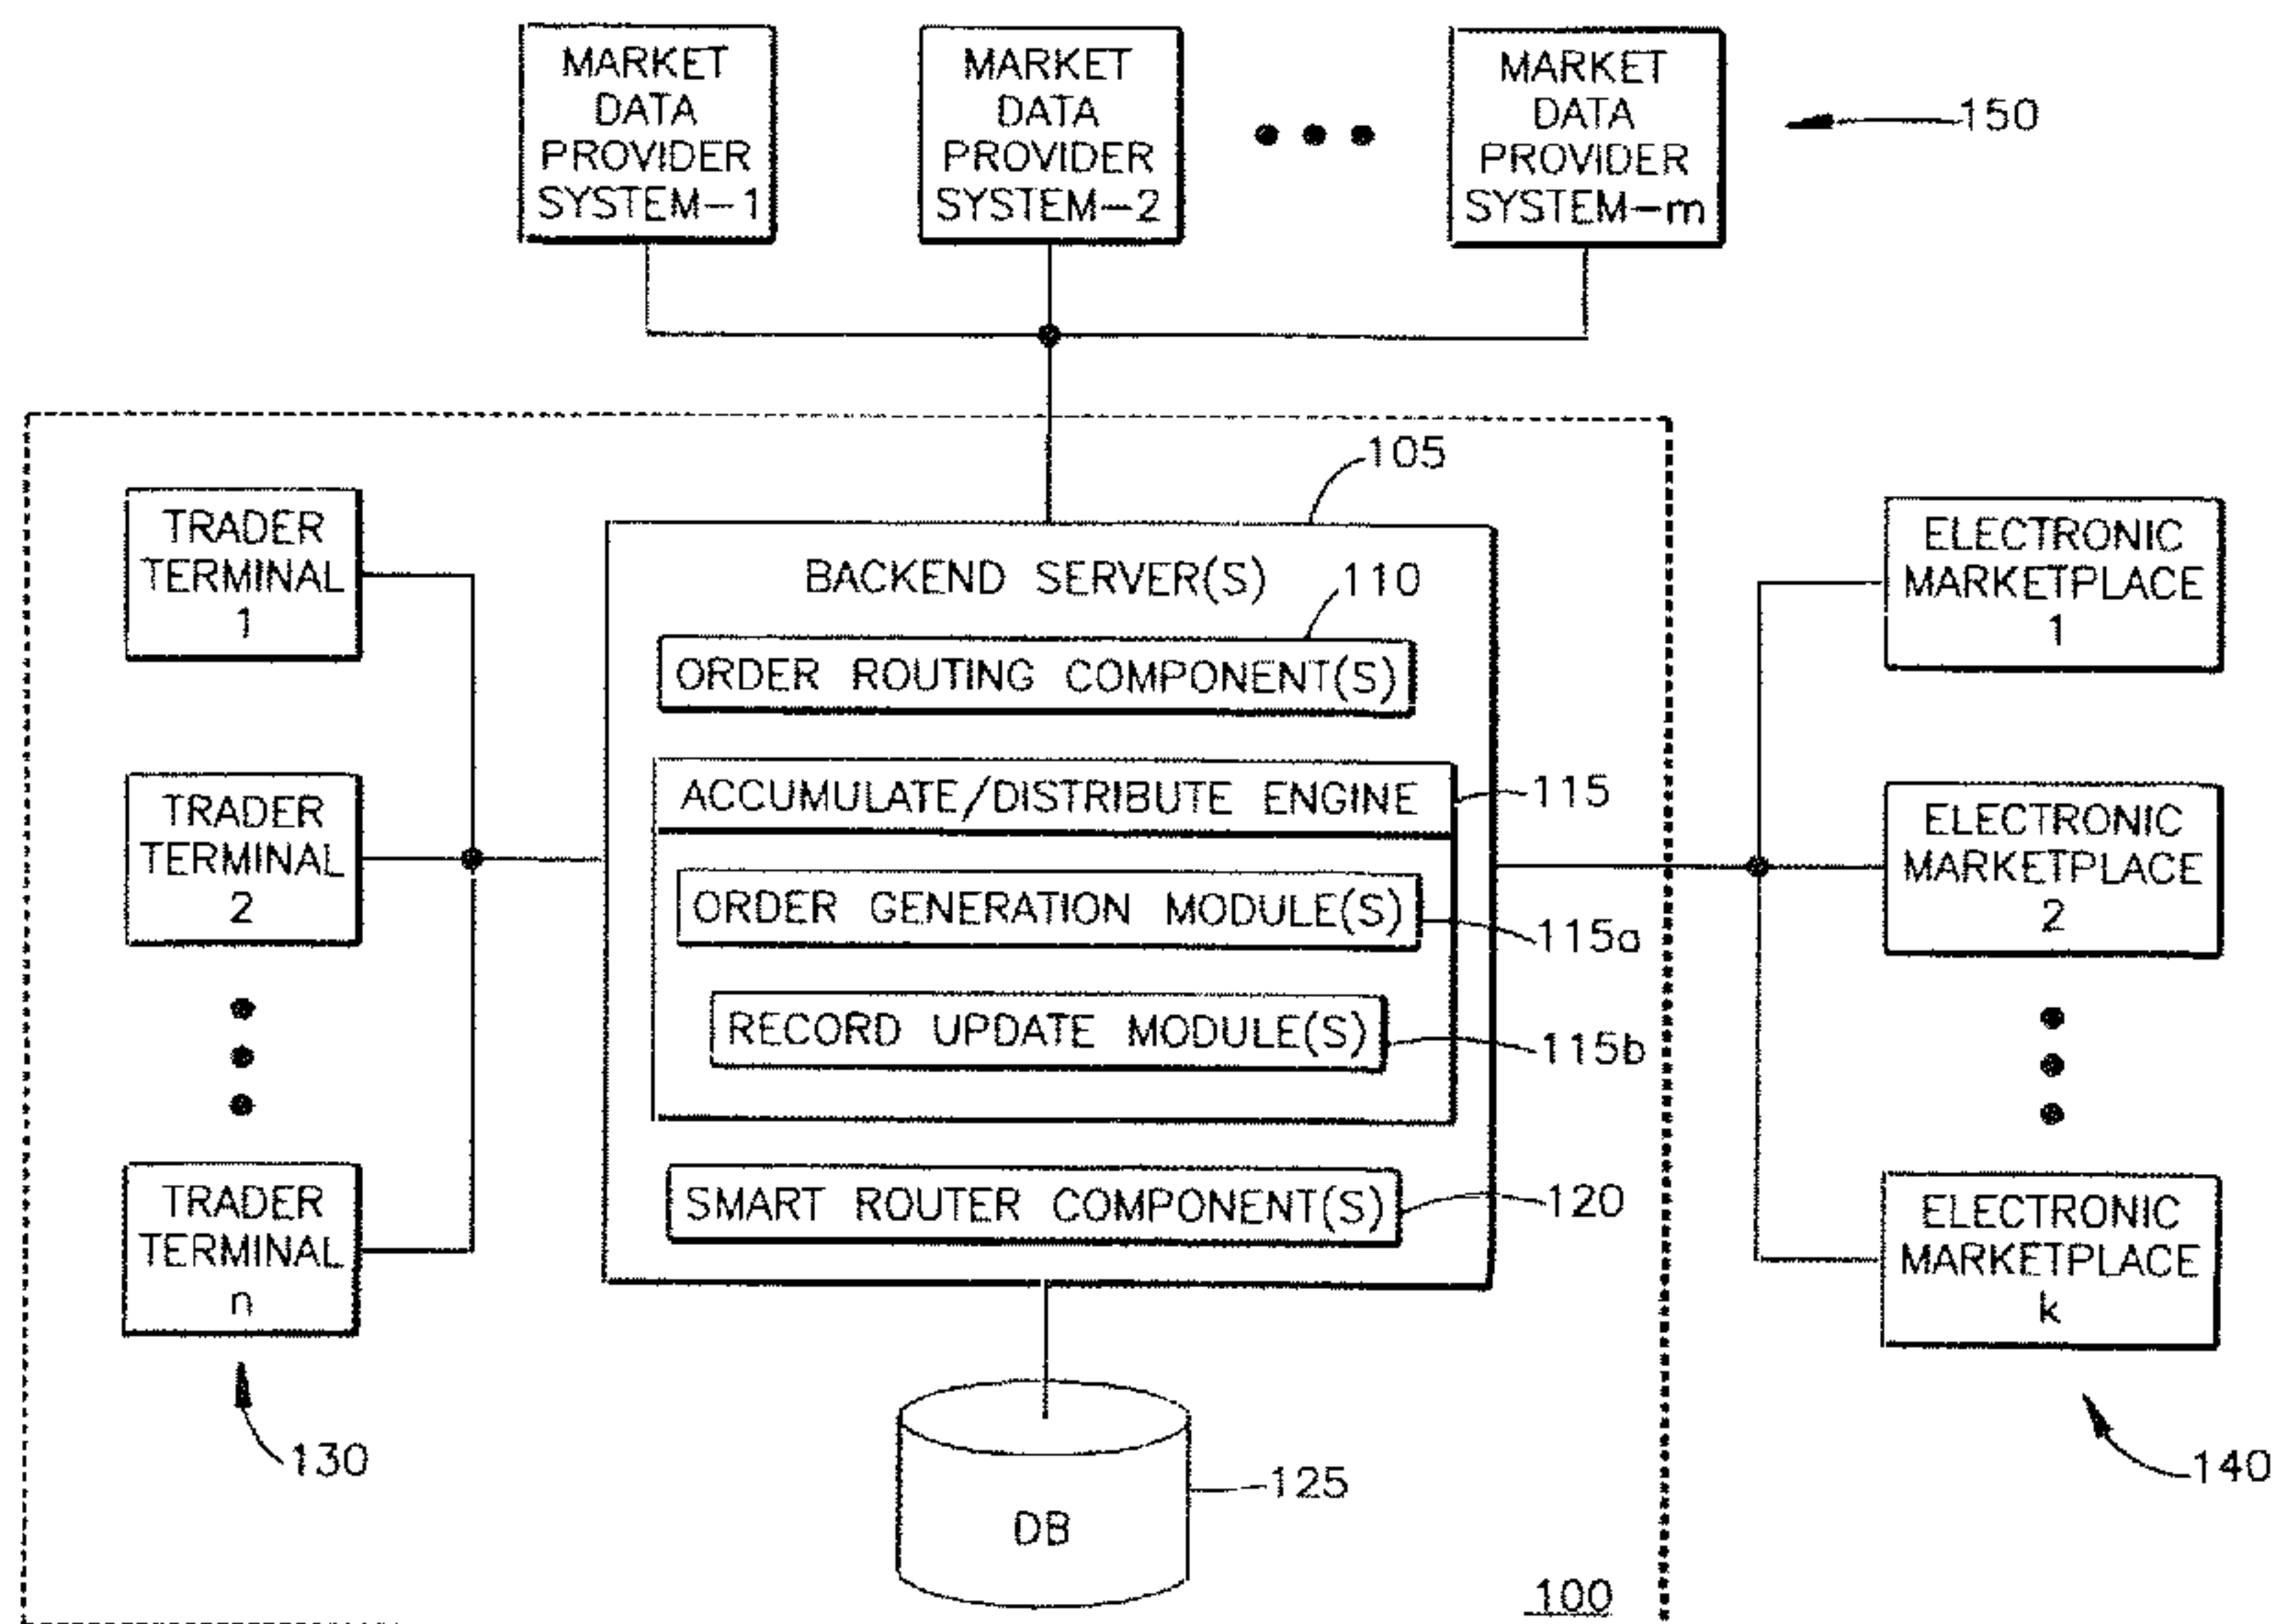 MARKET
DATA
PROVIDER
SYSTEM-1
MARKET
DATA
PROVIDER
SYSTEM-2
MARKET
DATA
PROVIDER
SYSTEM-m
150
105
TRADER
TERMINAL
1
TRADER
TERMINAL
2
TRADER
TERMINAL
n
130
BACKEND SERVER(S)
110
ORDER ROUTING COMPONENT(S)
ACCUMULATE/DISTRIBUTE ENGINE
115
ORDER GENERATION MODULE(S)
115a
RECORD UPDATE MODULE(S)
115b
SMART ROUTER COMPONENT(S)
120
DB
125
100
ELECTRONIC
MARKETPLACE
1
ELECTRONIC
MARKETPLACE
2
ELECTRONIC
MARKETPLACE
k
140